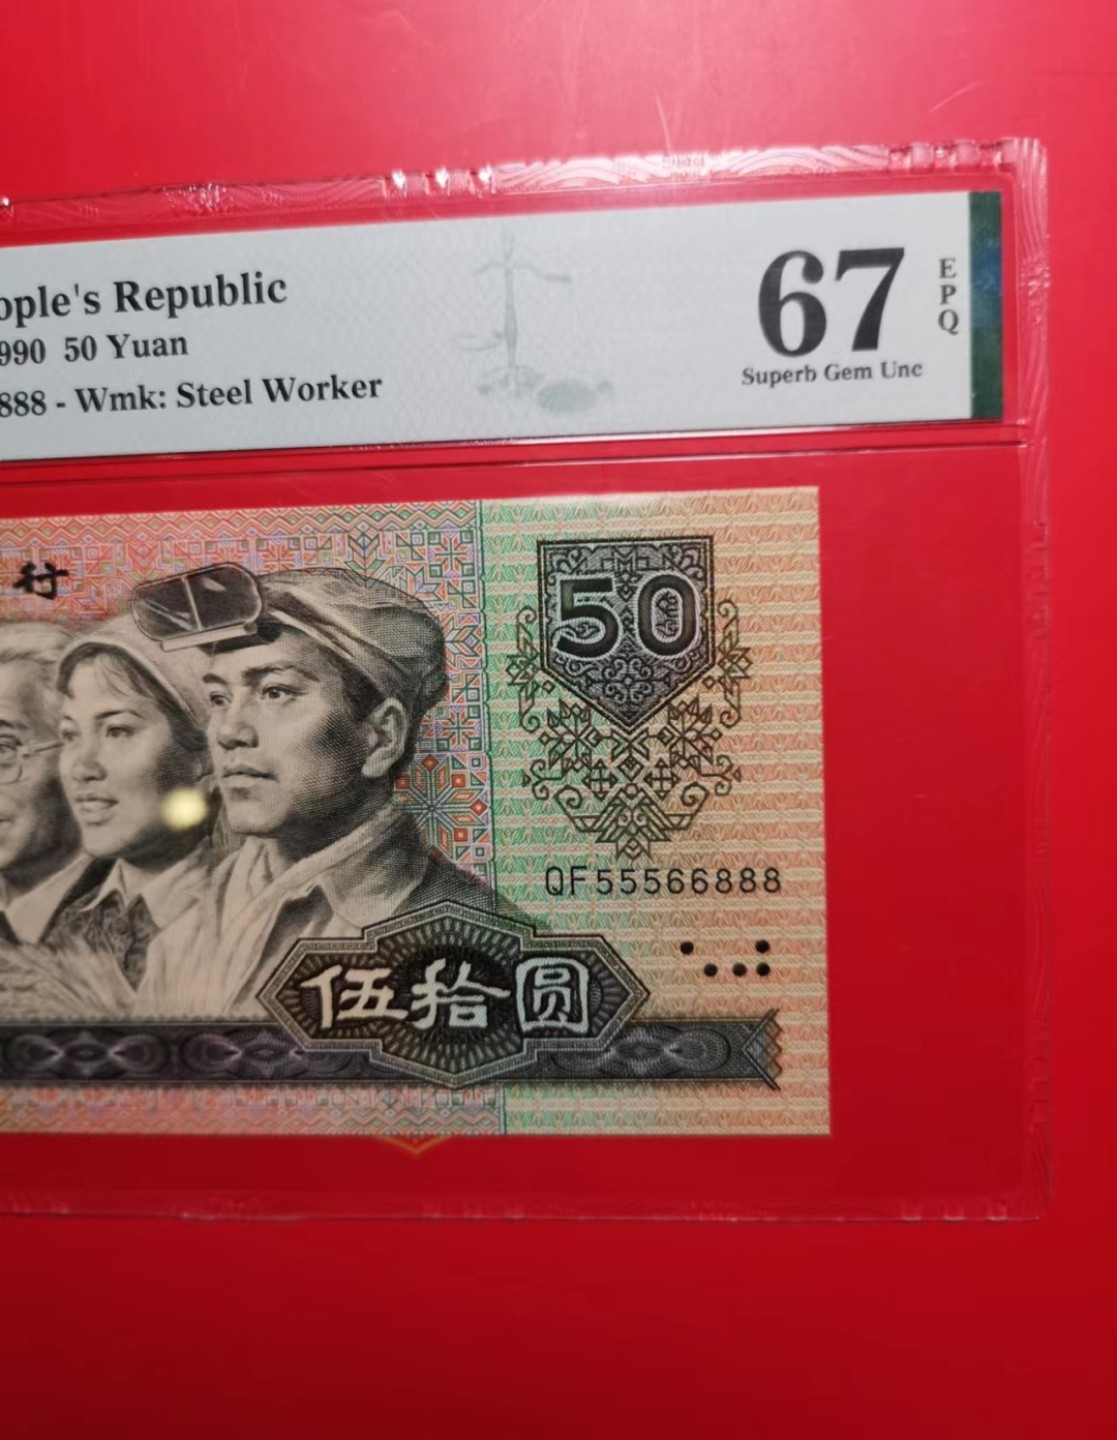 ople's Republic
990 50 Yuan
888 - Wmk: Steel Worker
67
EPQ
Superb Gem Unc
行
50
QF55566888
伍拾圆